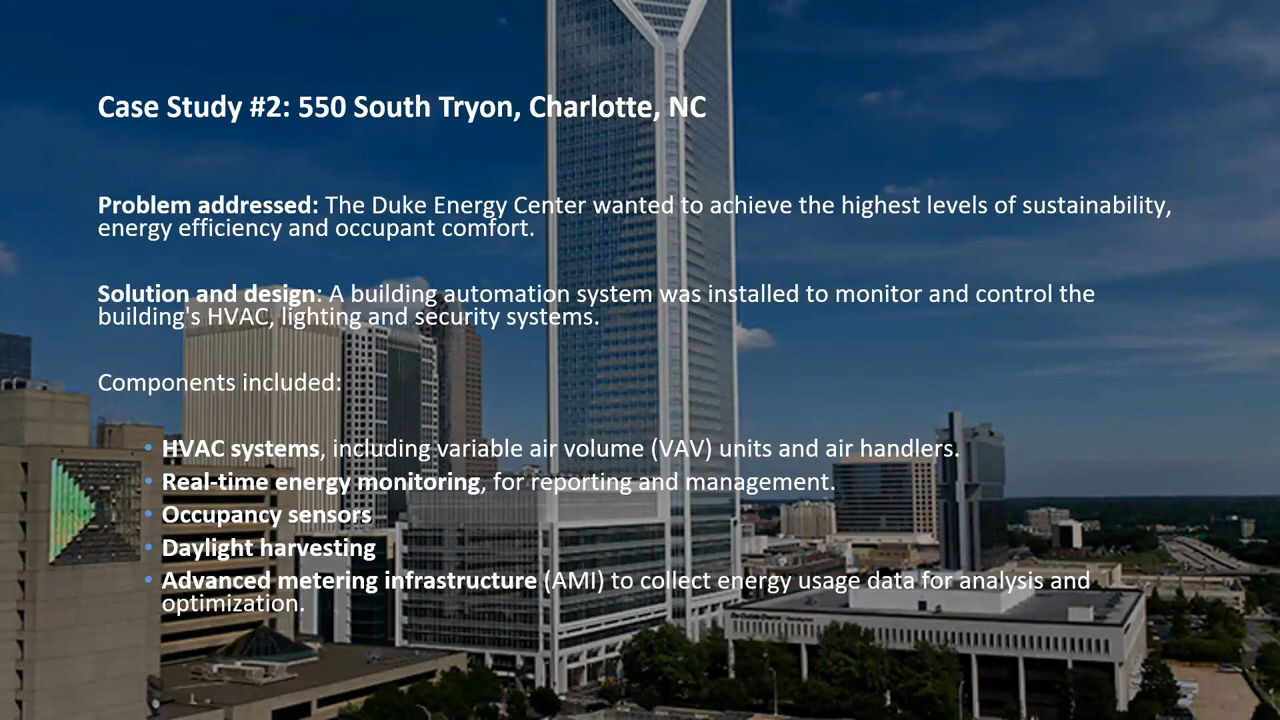 Case Study #2: 550 South Tryon, Charlotte, NC
Problem addressed: The Duke Energy Center wanted to achieve the highest levels of sustainability,
energy efficiency and occupant comfort.
Solution and design: A building automation system was installed to monitor and control the
building's HVAC, lighting and security systems.
Components included:
• HVAC systems, including variable air volume (VAV) units and air handlers.
• Real-time energy monitoring, for reporting and management.
• Occupancy sensors
• Daylight harvesting
• Advanced metering infrastructure (AMI) to collect energy usage data for analysis and
optimization.